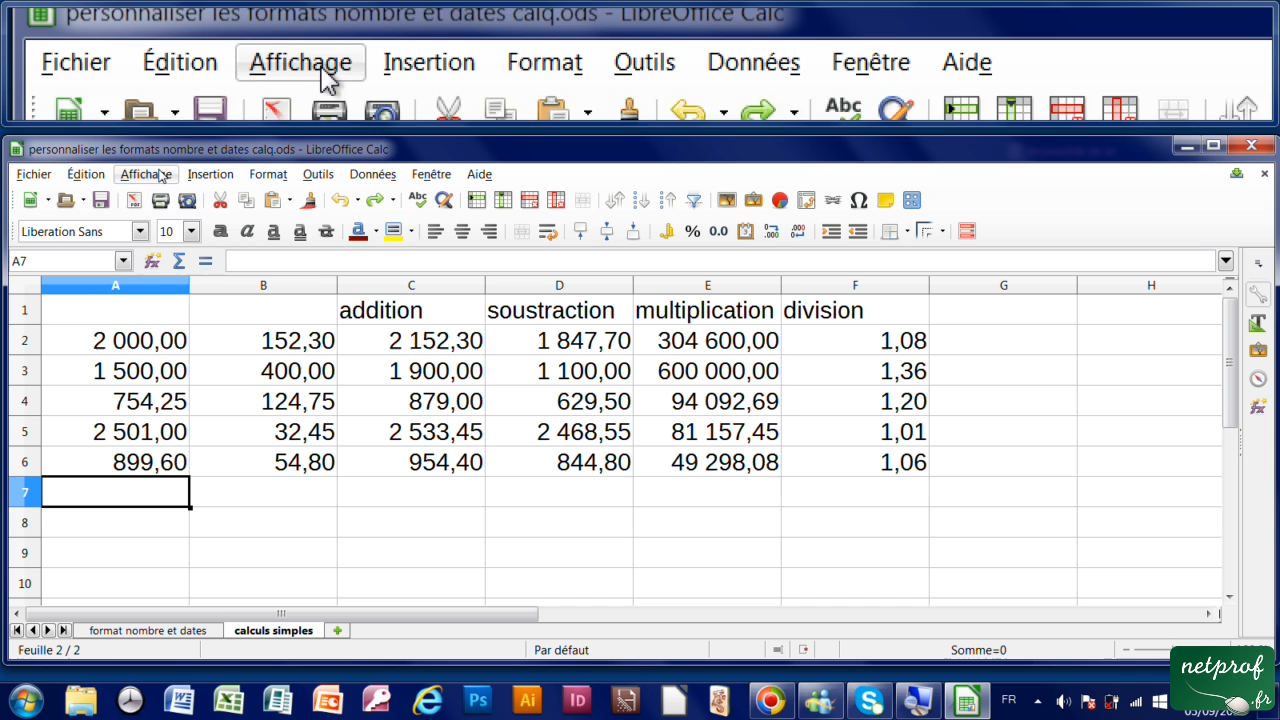 personnaliser les formats nombre et dates calq.ods - LibreOffice Calc
Fichier Édition Affichage Insertion Format Outils Données Fenêtre Aide
Abc
personnaliser les formats nombre et dates calq.ods - LibreOffice Calc
Fichier Édition Affichage Insertion Format Outils Données Fenêtre Aide
Liberation Sans 10
A7
A B C D E F G H
1 addition soustraction multiplication division
2 2 000,00 152,30 2 152,30 1 847,70 304 600,00 1,08
3 1 500,00 400,00 1 900,00 1 100,00 600 000,00 1,36
4 754,25 124,75 879,00 629,50 94 092,69 1,20
5 2 501,00 32,45 2 533,45 2 468,55 81 157,45 1,01
6 899,60 54,80 954,40 844,80 49 298,08 1,06
7
8
9
10
format nombre et dates calculs simples
Feuille 2 / 2 Par défaut Somme=0
netprof
.fr
Ps Ai Id FR